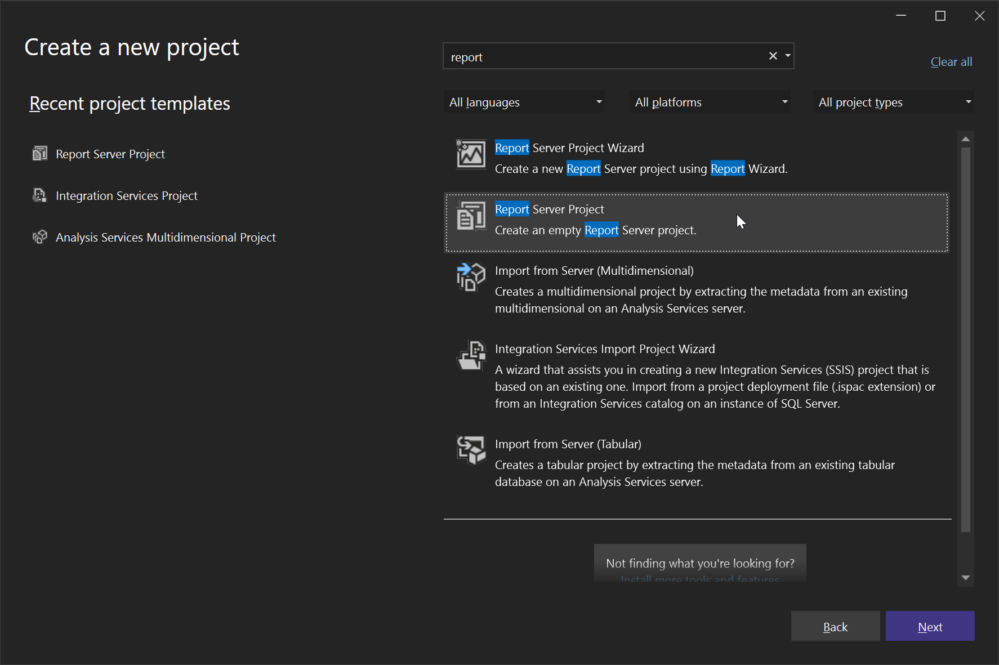 Create a new project
report
Clear all
Recent project templates
All languages
All platforms
All project types
Report Server Project
Integration Services Project
Analysis Services Multidimensional Project
Report Server Project Wizard
Create a new Report Server project using Report Wizard.
Report Server Project
Create an empty Report Server project.
Import from Server (Multidimensional)
Creates a multidimensional project by extracting the metadata from an existing
multidimensional on an Analysis Services server.
Integration Services Import Project Wizard
A wizard that assists you in creating a new Integration Services (SSIS) project that is
based on an existing one. Import from a project deployment file (.ispac extension) or
from an Integration Services catalog on an instance of SQL Server.
Import from Server (Tabular)
Creates a tabular project by extracting the metadata from an existing tabular
database on an Analysis Services server.
Not finding what you're looking for?
Install more tools and features
Back
Next